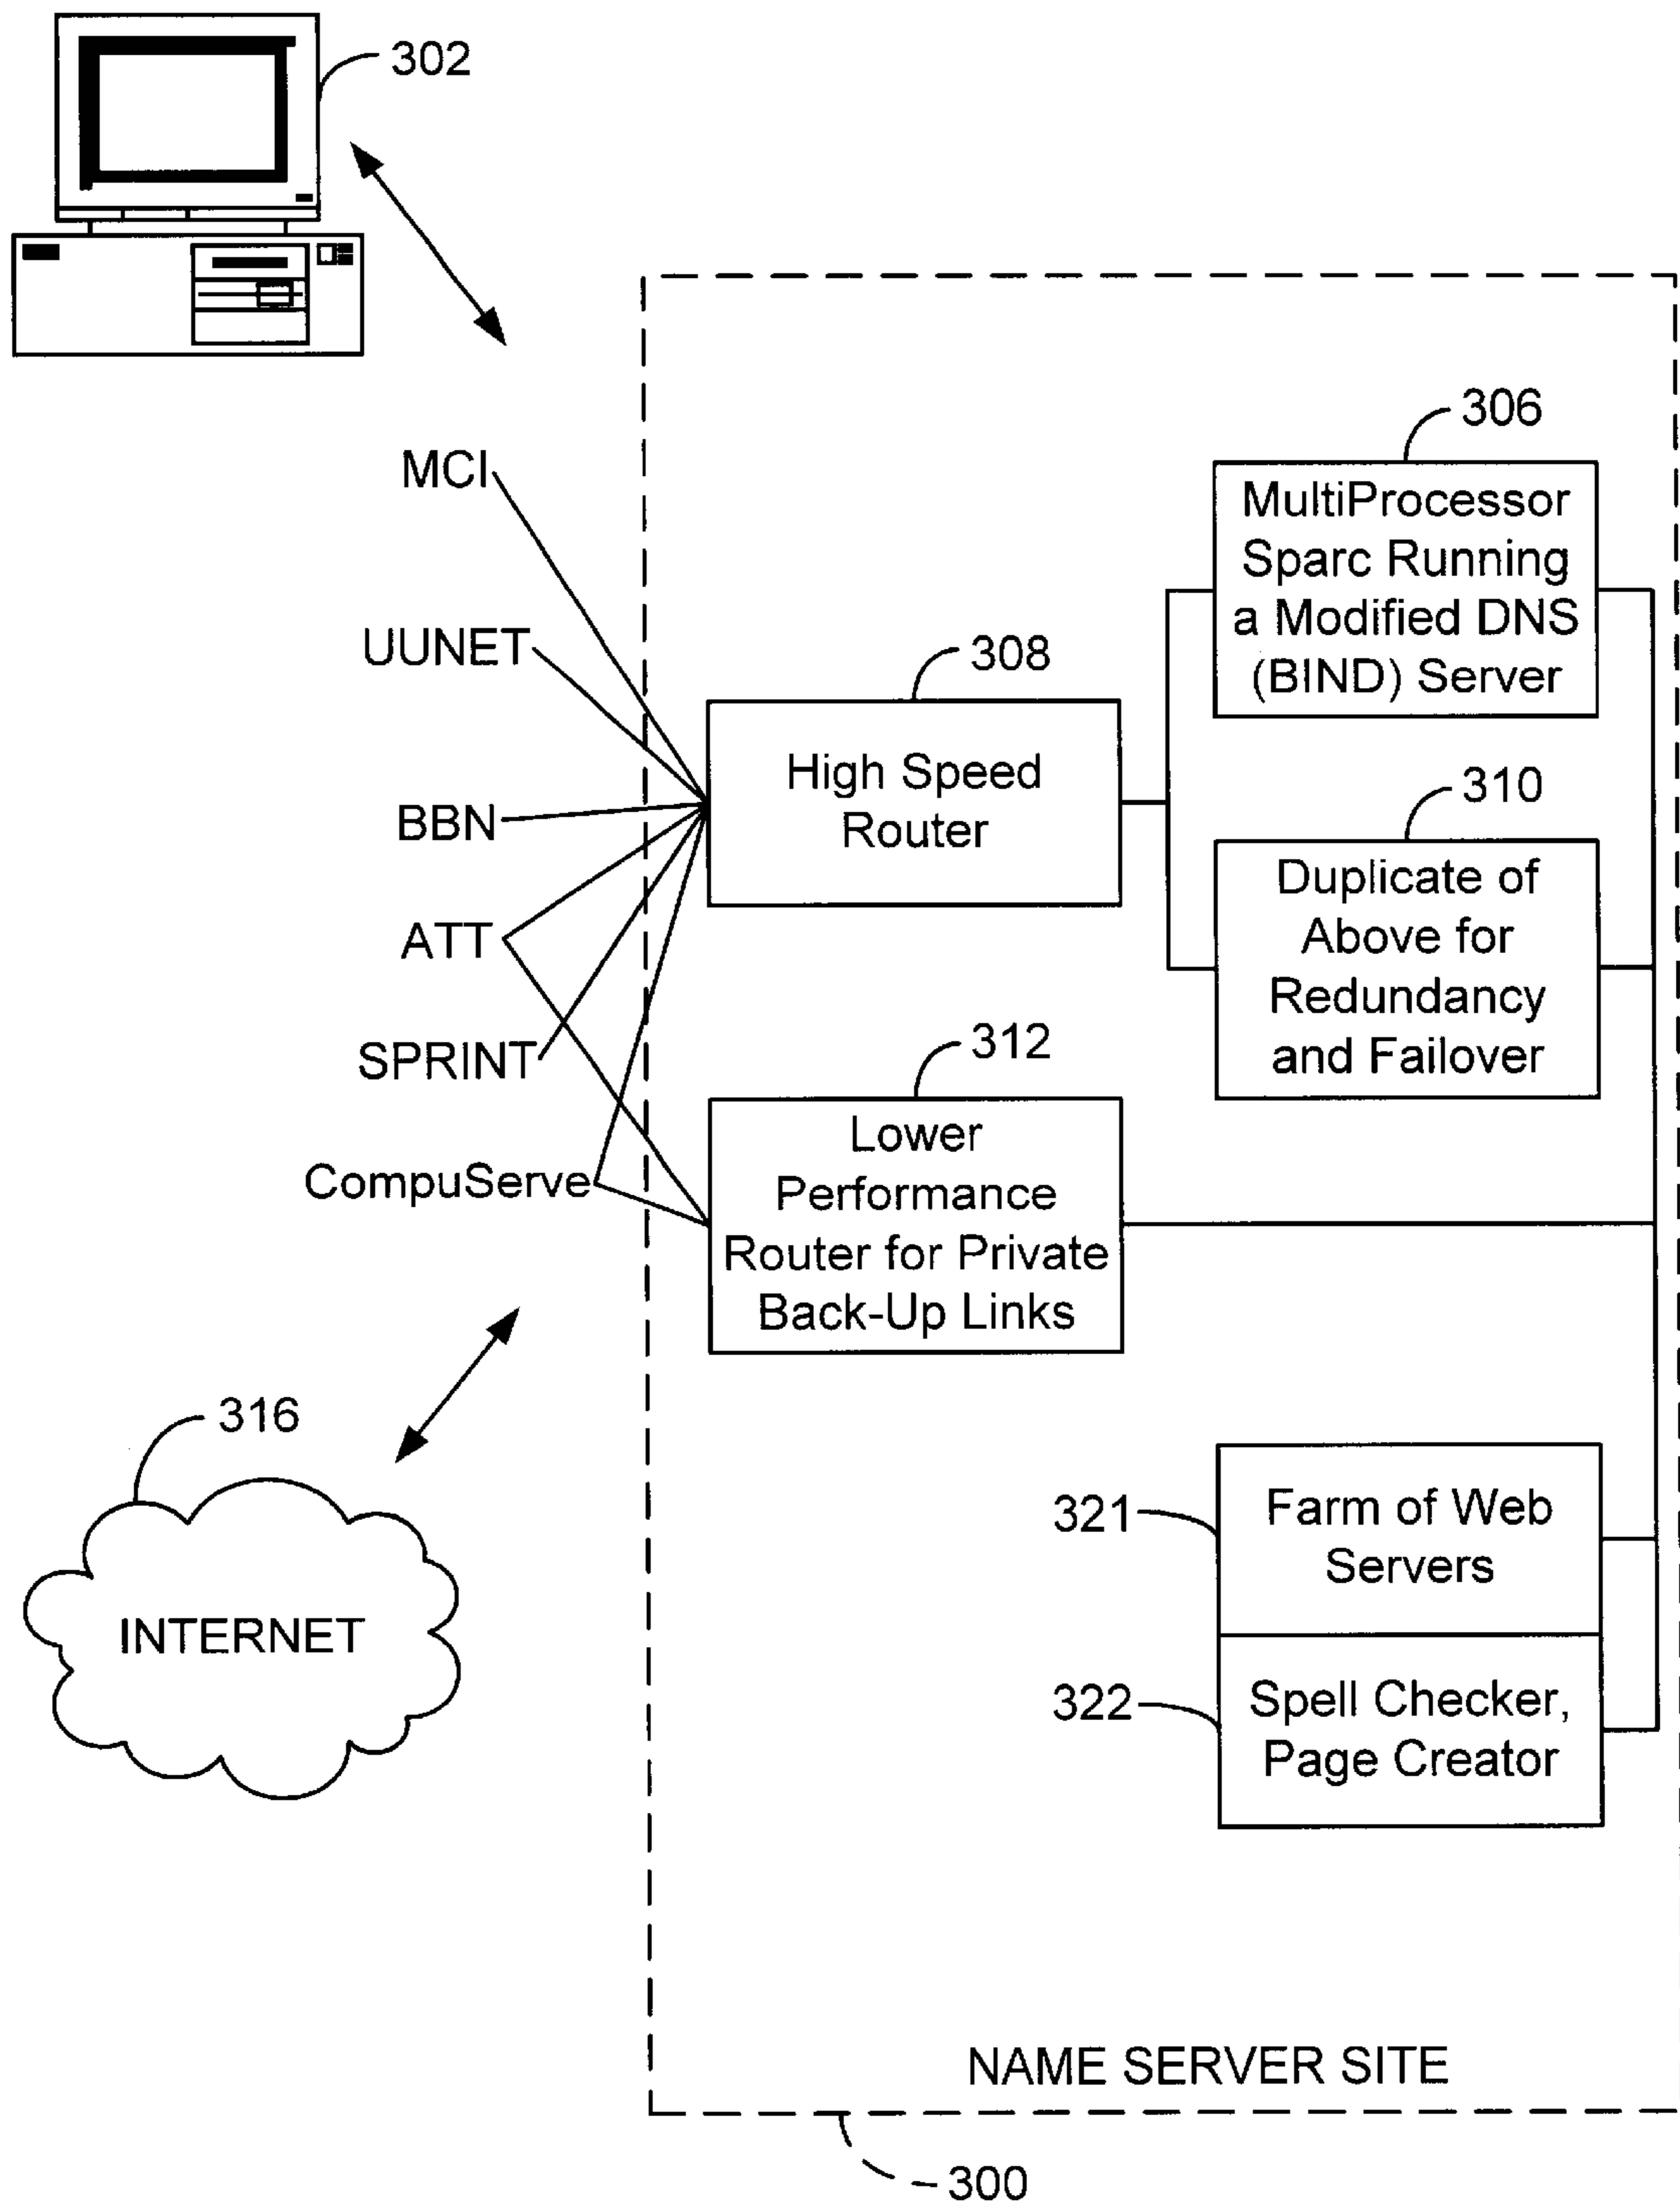 302
306
MultiProcessor
Sparc Running
a Modified DNS
(BIND) Server
MCI
UUNET
BBN
ATT
SPRINT
CompuServe
308
High Speed
Router
310
Duplicate of
Above for
Redundancy
and Failover
312
Lower
Performance
Router for Private
Back-Up Links
316
INTERNET
321
Farm of Web
Servers
322
Spell Checker,
Page Creator
NAME SERVER SITE
300